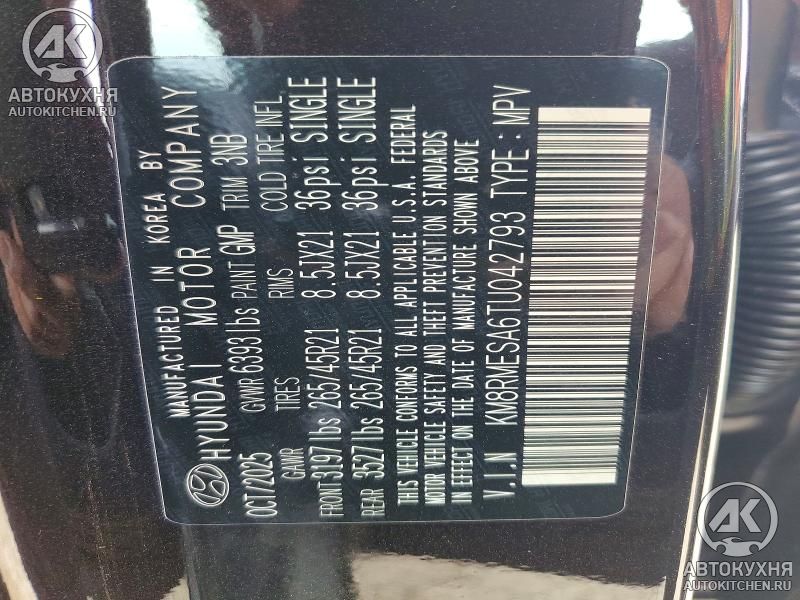 MANUFACTURED IN KOREA BY
HYUNDAI MOTOR COMPANY
OCT/2025 GVWR 6393 lbs PAINT GMP TRIM 3NB
GAWR TIRES RIMS COLD TIRE INFL
FRONT 3197 lbs 265/45R21 8.5JX21 36psi SINGLE
REAR 3527 lbs 265/45R21 8.5JX21 36psi SINGLE
THIS VEHICLE CONFORMS TO ALL APPLICABLE U.S.A. FEDERAL
MOTOR VEHICLE SAFETY AND THEFT PREVENTION STANDARDS
IN EFFECT ON THE DATE OF MANUFACTURE SHOWN ABOVE
V.I.N KM8RMESA6TU042793 TYPE : MPV
АК
АВТОКУХНЯ
AUTOKITCHEN.RU
АК
АВТОКУХНЯ
AUTOKITCHEN.RU